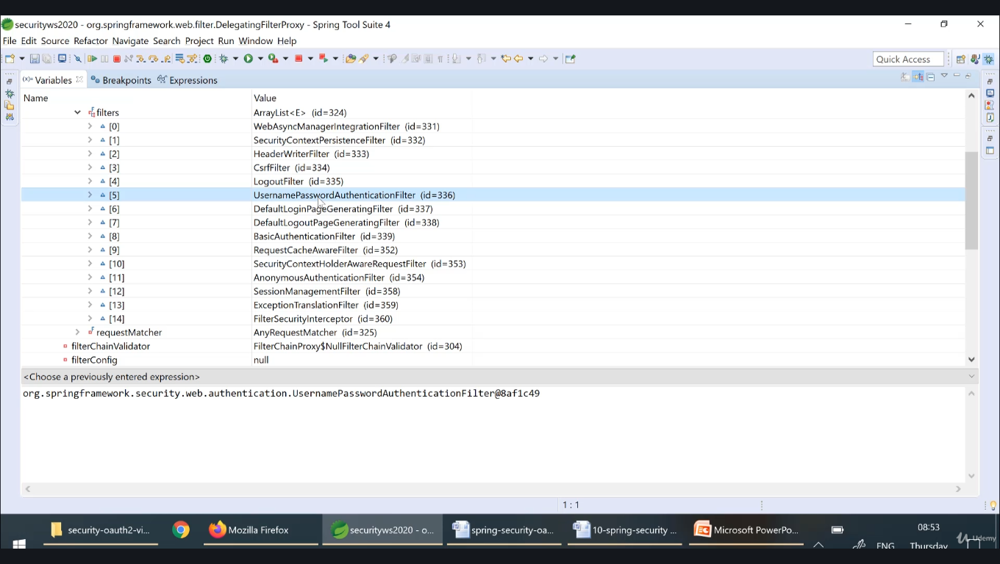 securityws2020 - org.springframework.web.filter.DelegatingFilterProxy - Spring Tool Suite 4
File Edit Source Refactor Navigate Search Project Run Window Help
Quick Access
(x)= Variables Breakpoints Expressions
Name Value
filters ArrayList<E> (id=324)
[0] WebAsyncManagerIntegrationFilter (id=331)
[1] SecurityContextPersistenceFilter (id=332)
[2] HeaderWriterFilter (id=333)
[3] CsrfFilter (id=334)
[4] LogoutFilter (id=335)
[5] UsernamePasswordAuthenticationFilter (id=336)
[6] DefaultLoginPageGeneratingFilter (id=337)
[7] DefaultLogoutPageGeneratingFilter (id=338)
[8] BasicAuthenticationFilter (id=339)
[9] RequestCacheAwareFilter (id=352)
[10] SecurityContextHolderAwareRequestFilter (id=353)
[11] AnonymousAuthenticationFilter (id=354)
[12] SessionManagementFilter (id=358)
[13] ExceptionTranslationFilter (id=359)
[14] FilterSecurityInterceptor (id=360)
requestMatcher AnyRequestMatcher (id=325)
filterChainValidator FilterChainProxy$NullFilterChainValidator (id=304)
filterConfig null
<Choose a previously entered expression>
org.springframework.security.web.authentication.UsernamePasswordAuthenticationFilter@8af1c49
1 : 1
security-oauth2-vi... Mozilla Firefox securityws2020 - o... spring-security-oa... 10-spring-security ... Microsoft PowerPo... 08:53
ENG Thursday
Udemy